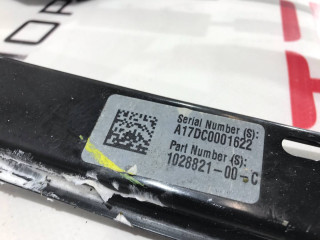 Serial Number (S):
A17DC0001622
Part Number (S):
1028821-00-C